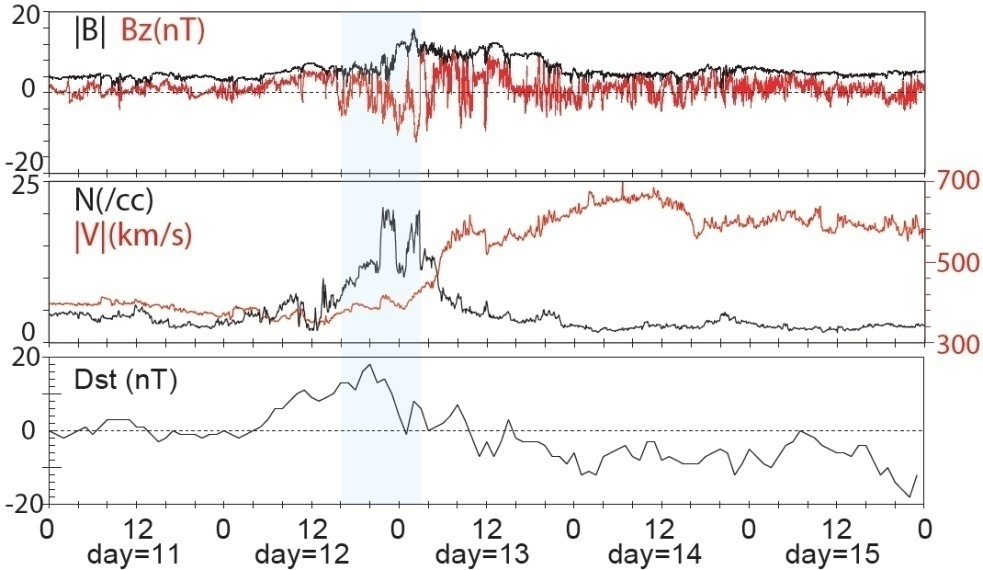 20
|B| Bz(nT)
0
-20
25
700
N(/cc)
|V|(km/s)
500
0
300
20
Dst (nT)
0
-20
0 12 0 12 0 12 0 12 0 12 0
day=11 day=12 day=13 day=14 day=15